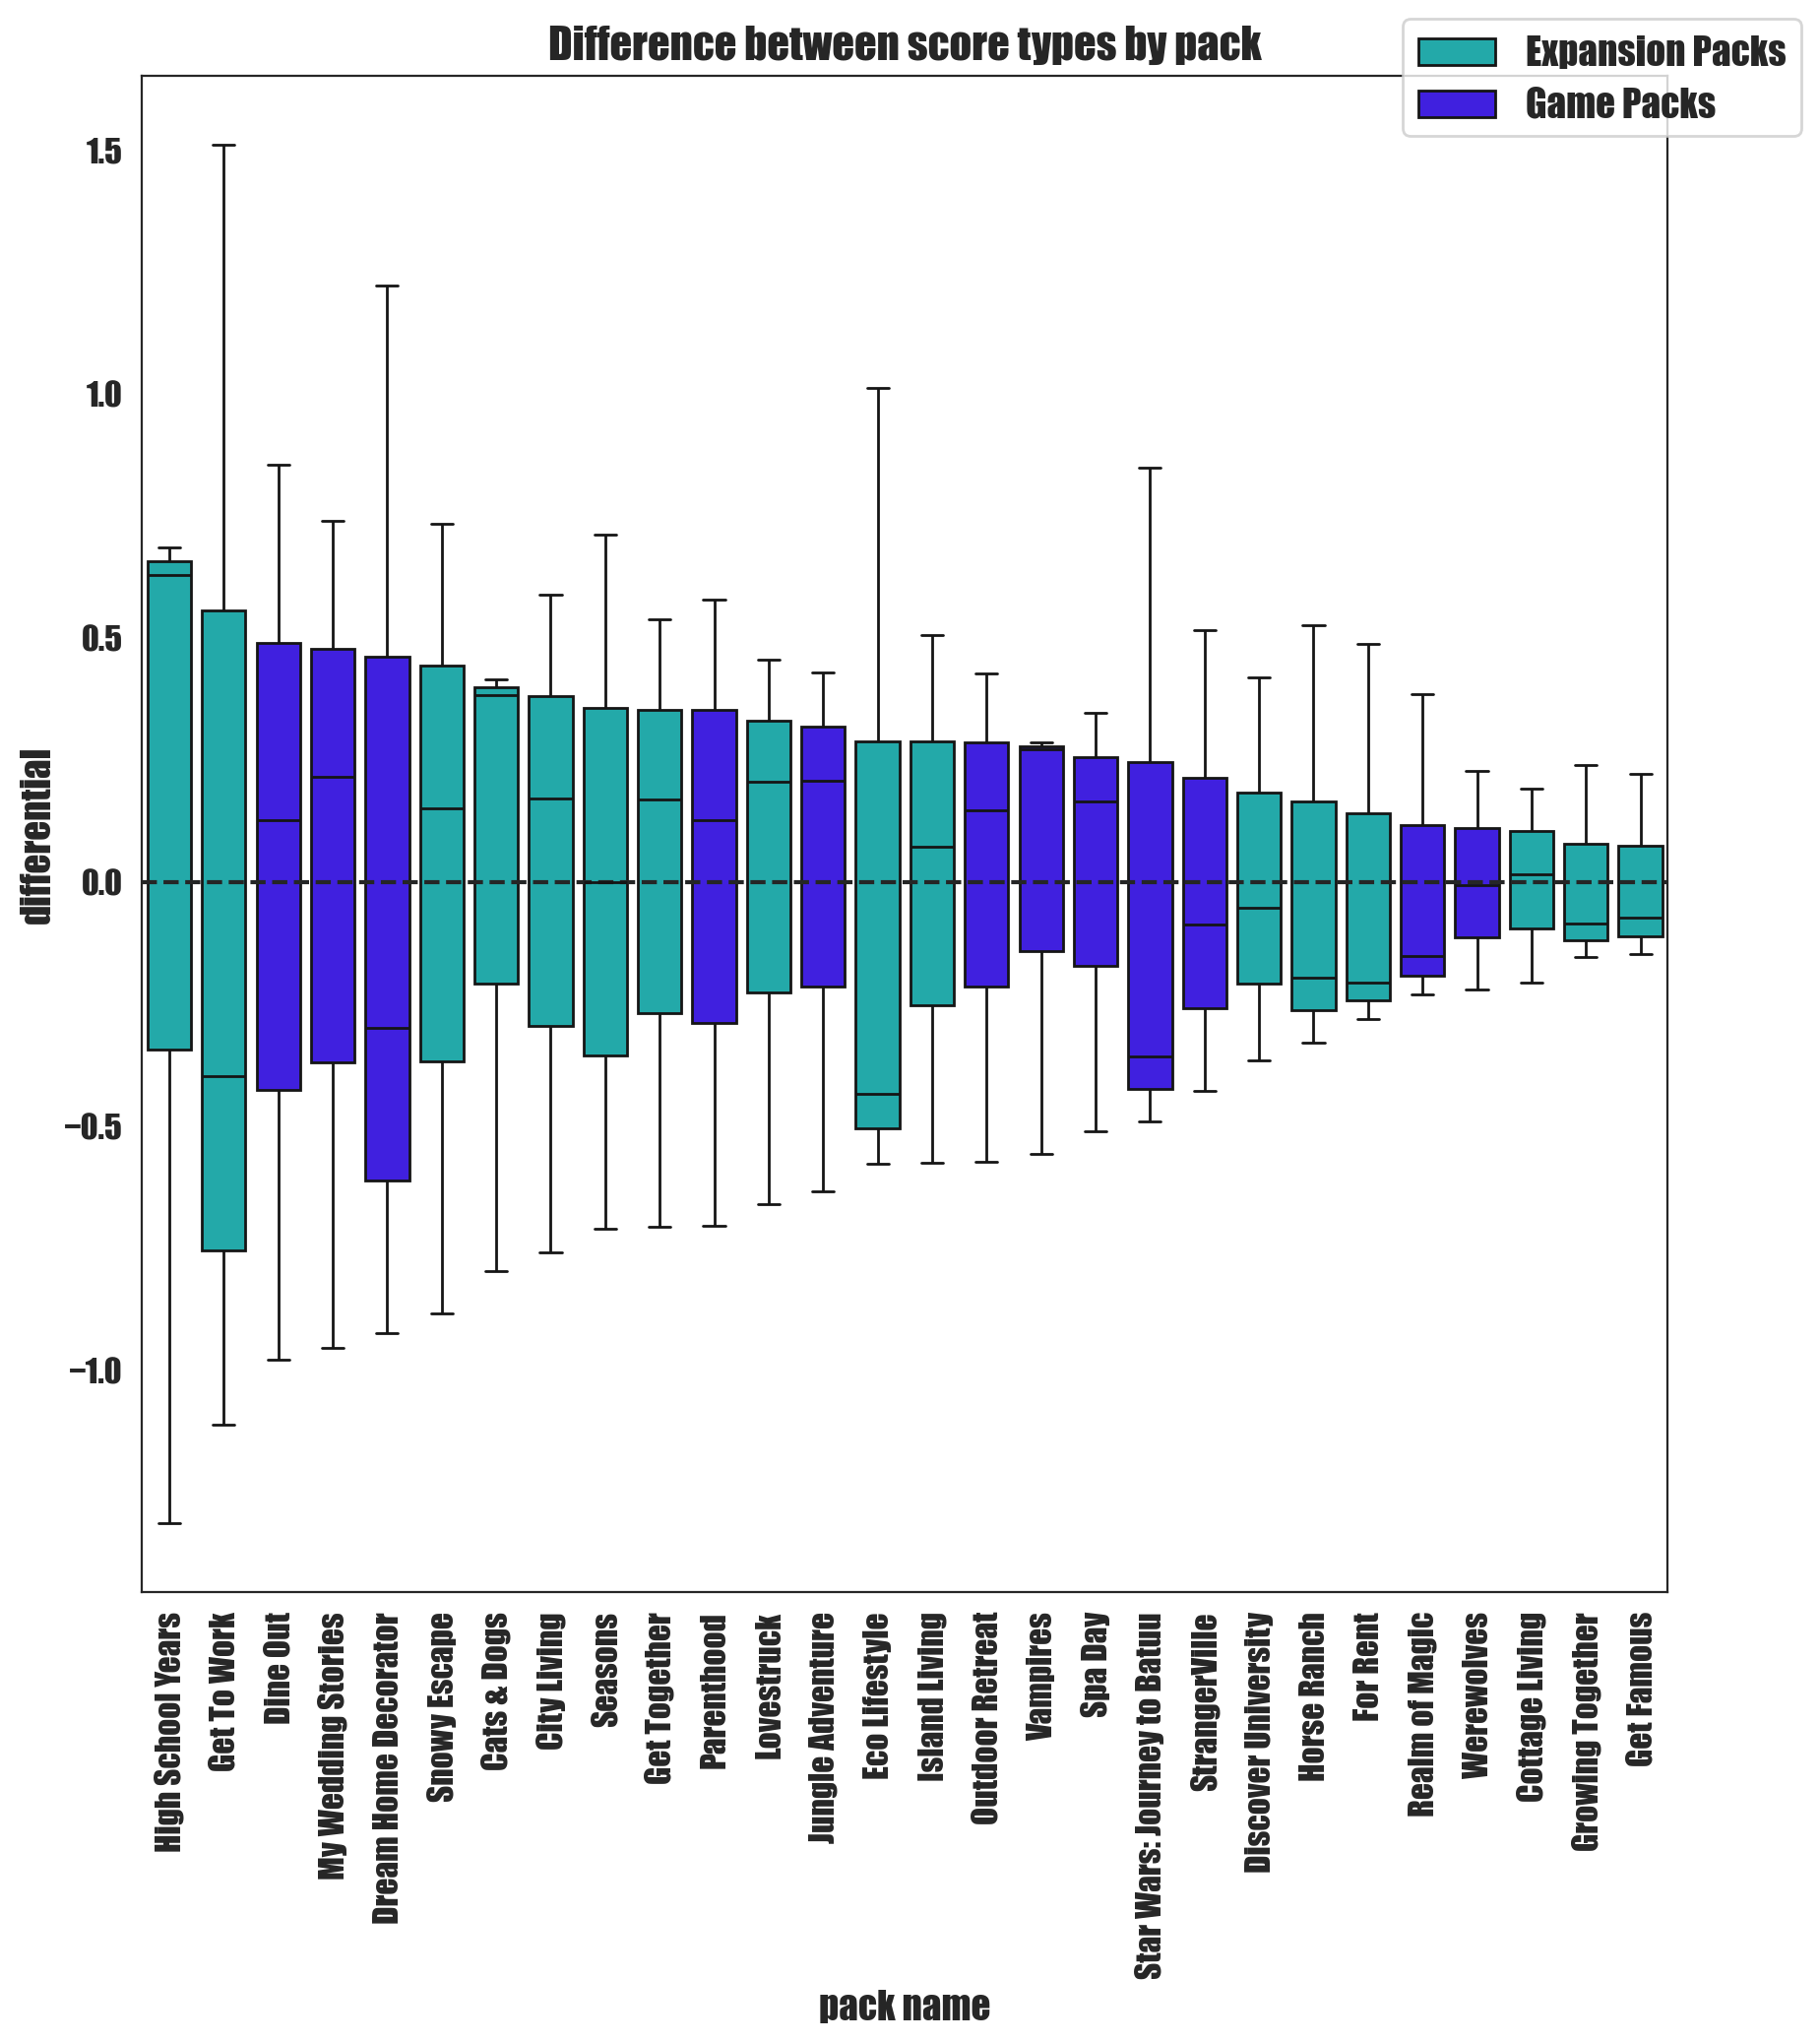 Difference between score types by pack
Expansion Packs
Game Packs
1.5
1.0
0.5
0.0
−0.5
−1.0
differential
High School Years
Get To Work
Dine Out
My Wedding Stories
Dream Home Decorator
Snowy Escape
Cats & Dogs
City Living
Seasons
Get Together
Parenthood
Lovestruck
Jungle Adventure
Eco Lifestyle
Island Living
Outdoor Retreat
Vampires
Spa Day
Star Wars: Journey to Batuu
StrangerVille
Discover University
Horse Ranch
For Rent
Realm of Magic
Werewolves
Cottage Living
Growing Together
Get Famous
pack name